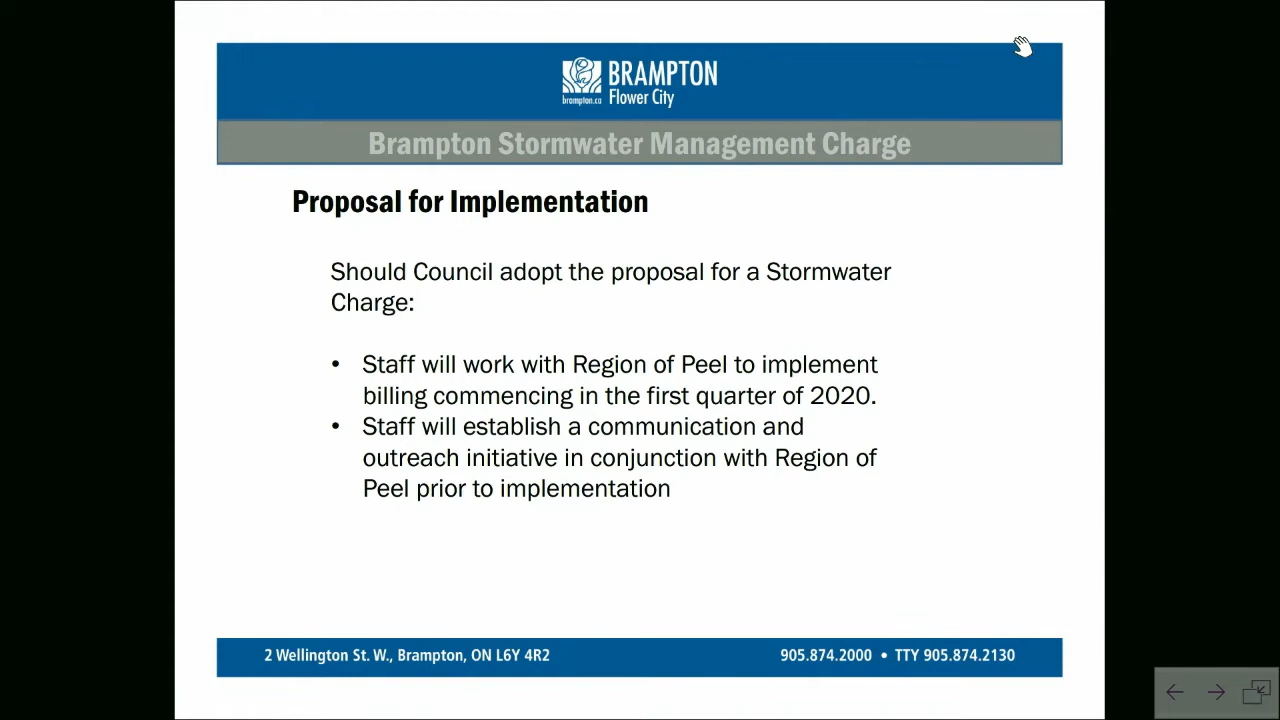 BRAMPTON
brampton.ca
Flower City
Brampton Stormwater Management Charge
Proposal for Implementation
Should Council adopt the proposal for a Stormwater
Charge:
• Staff will work with Region of Peel to implement
billing commencing in the first quarter of 2020.
• Staff will establish a communication and
outreach initiative in conjunction with Region of
Peel prior to implementation
2 Wellington St. W., Brampton, ON L6Y 4R2
905.874.2000 • TTY 905.874.2130